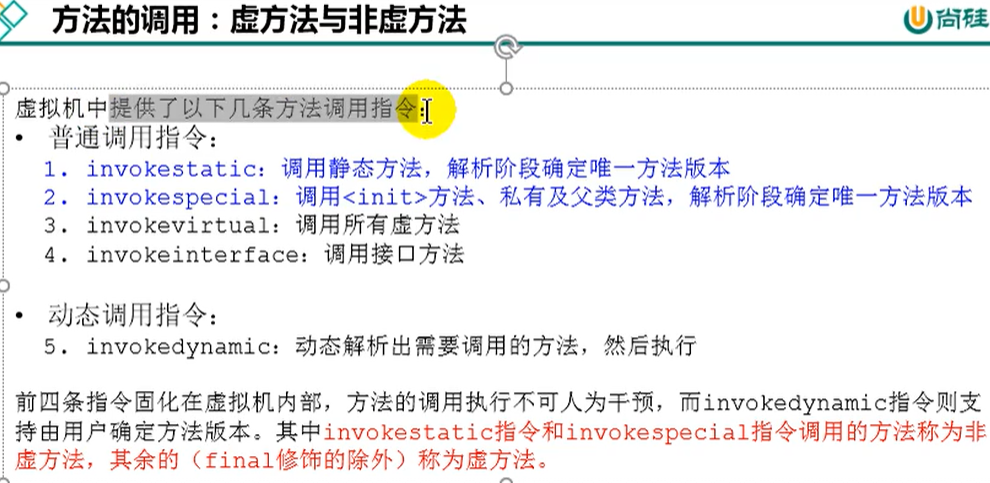 方法的调用：虚方法与非虚方法
尚硅
虚拟机中提供了以下几条方法调用指令：
• 普通调用指令：
1. invokestatic：调用静态方法，解析阶段确定唯一方法版本
2. invokespecial：调用<init>方法、私有及父类方法，解析阶段确定唯一方法版本
3. invokevirtual：调用所有虚方法
4. invokeinterface：调用接口方法
• 动态调用指令：
5. invokedynamic：动态解析出需要调用的方法，然后执行
前四条指令固化在虚拟机内部，方法的调用执行不可人为干预，而invokedynamic指令则支
持由用户确定方法版本。其中invokestatic指令和invokespecial指令调用的方法称为非
虚方法，其余的（final修饰的除外）称为虚方法。